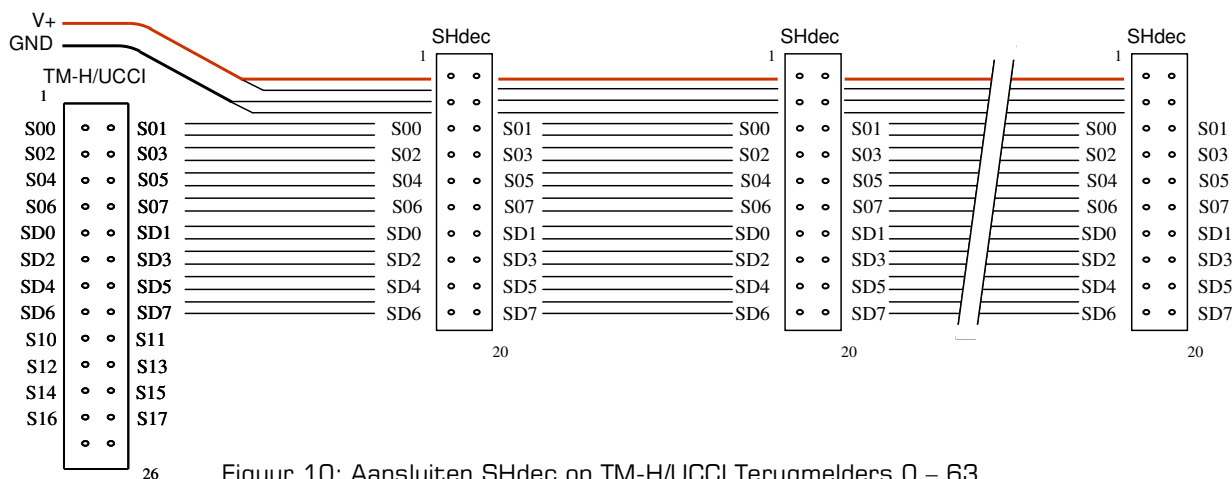 V+
GND
TM-H/UCCI
1
S00 S01
S02 S03
S04 S05
S06 S07
SD0 SD1
SD2 SD3
SD4 SD5
SD6 SD7
S10 S11
S12 S13
S14 S15
S16 S17
26
SHdec
1
S00 S01
S02 S03
S04 S05
S06 S07
SD0 SD1
SD2 SD3
SD4 SD5
SD6 SD7
20
SHdec
1
S00 S01
S02 S03
S04 S05
S06 S07
SD0 SD1
SD2 SD3
SD4 SD5
SD6 SD7
20
SHdec
1
S00 S01
S02 S03
S04 S05
S06 S07
SD0 SD1
SD2 SD3
SD4 SD5
SD6 SD7
20
Figuur 10: Aansluiten SHdec op TM-H/UCCI Terugmelders 0 – 63